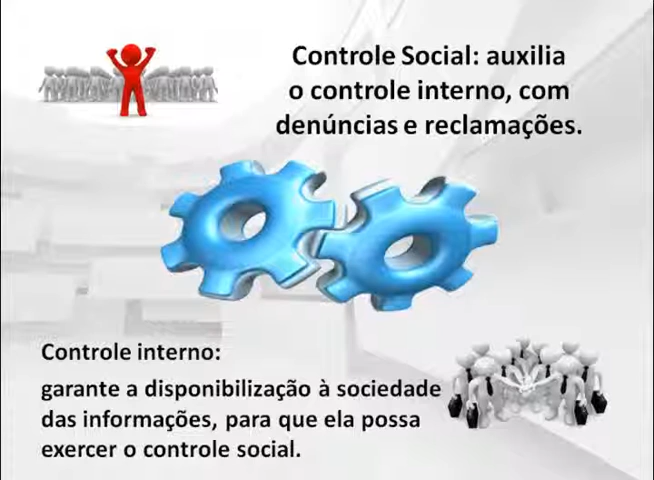 Controle Social: auxilia
o controle interno, com
denúncias e reclamações.
Controle interno:
garante a disponibilização à sociedade
das informações, para que ela possa
exercer o controle social.